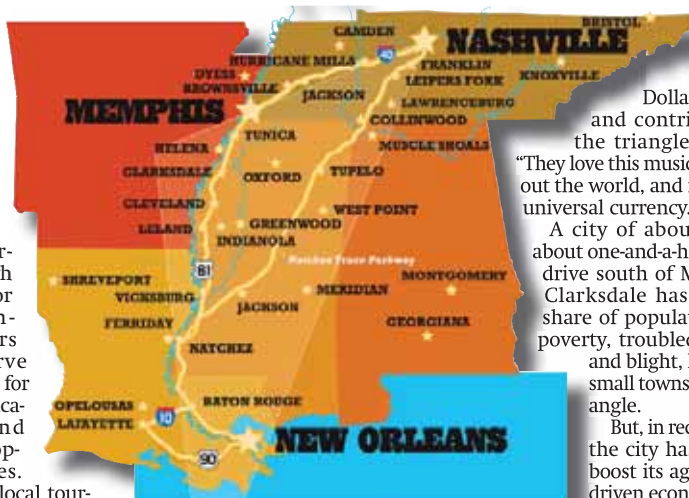 BRISTOL
CAMDEN
NASHVILLE
40
HURRICANE MILLS
FRANKLIN
KNOXVILLE
DYESS
LEIPERS FORK
BROWNSVILLE
JACKSON
LAWRENCEBURG
MEMPHIS
COLLINWOOD
TUNICA
MUSCLE SHOALS
HELENA
CLARKSDALE
OXFORD
TUPELO
CLEVELAND
WEST POINT
LELAND
GREENWOOD
INDIANOLA
Natchez Trace Parkway
61
SHREVEPORT
MONTGOMERY
VICKSBURG
MERIDIAN
JACKSON
FERRIDAY
GEORGIANA
NATCHEZ
OPELOUSAS
10
BATON ROUGE
LAFAYETTE
90
NEW ORLEANS
r-
h
or
n-
rs
rve
for
ica-
nd
op-
es.
local tour-
Dolla
and contri
the triangle
“They love this music
out the world, and
universal currency.
A city of abou
about one-and-a-h
drive south of M
Clarksdale has
share of populat
poverty, troubled
and blight,
small towns
angle.
But, in rec
the city ha
boost its ag
driven econ